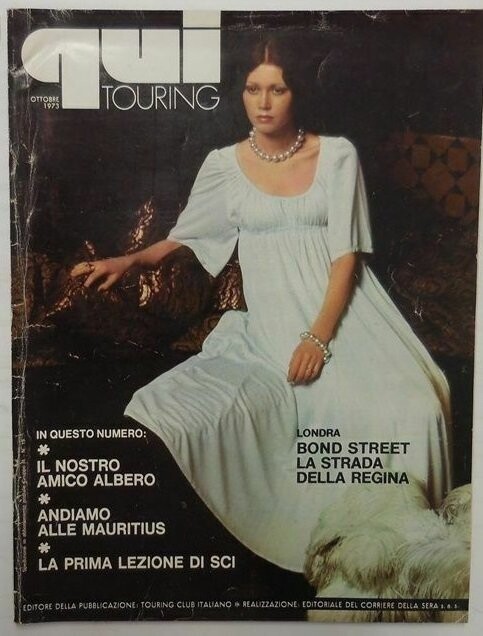 qui
TOURING
OTTOBRE
1973
IN QUESTO NUMERO:
*
IL NOSTRO
AMICO ALBERO
*
ANDIAMO
ALLE MAURITIUS
*
LA PRIMA LEZIONE DI SCI
LONDRA
BOND STREET
LA STRADA
DELLA REGINA
EDITORE DELLA PUBBLICAZIONE: TOURING CLUB ITALIANO * REALIZZAZIONE: EDITORIALE DEL CORRIERE DELLA SERA s.a.s.